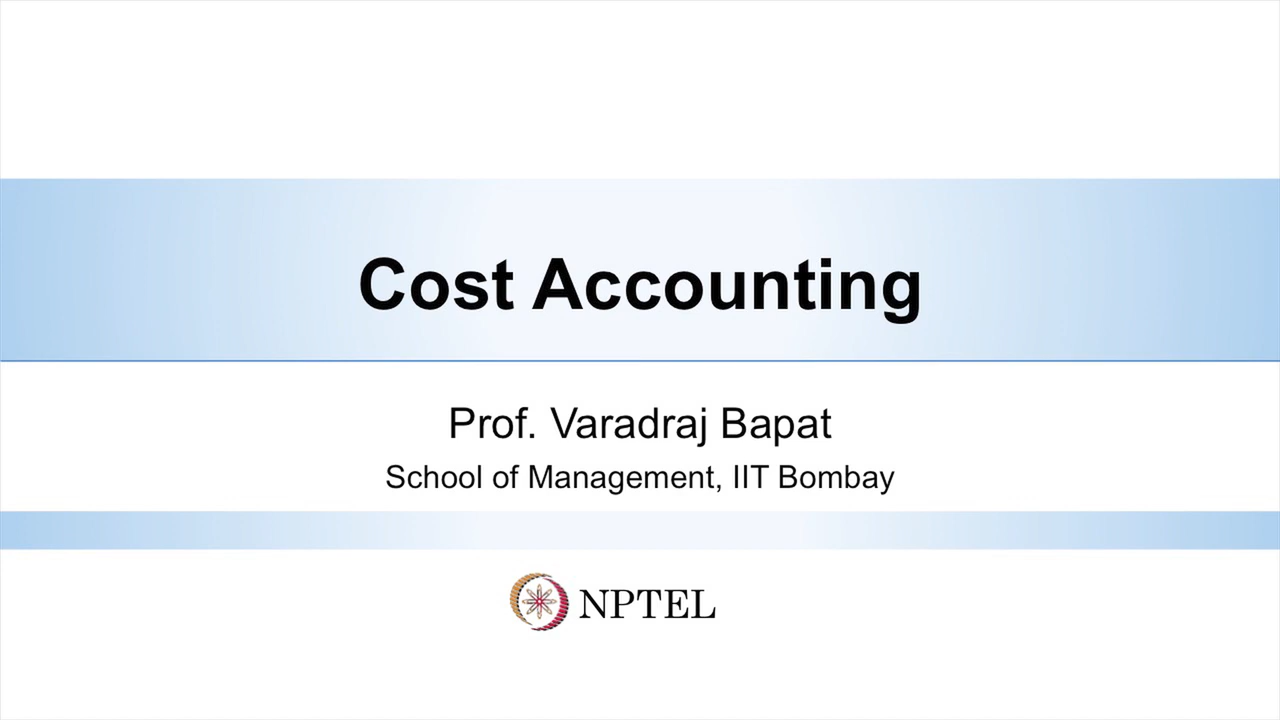 Cost Accounting
Prof. Varadraj Bapat
School of Management, IIT Bombay
NPTEL